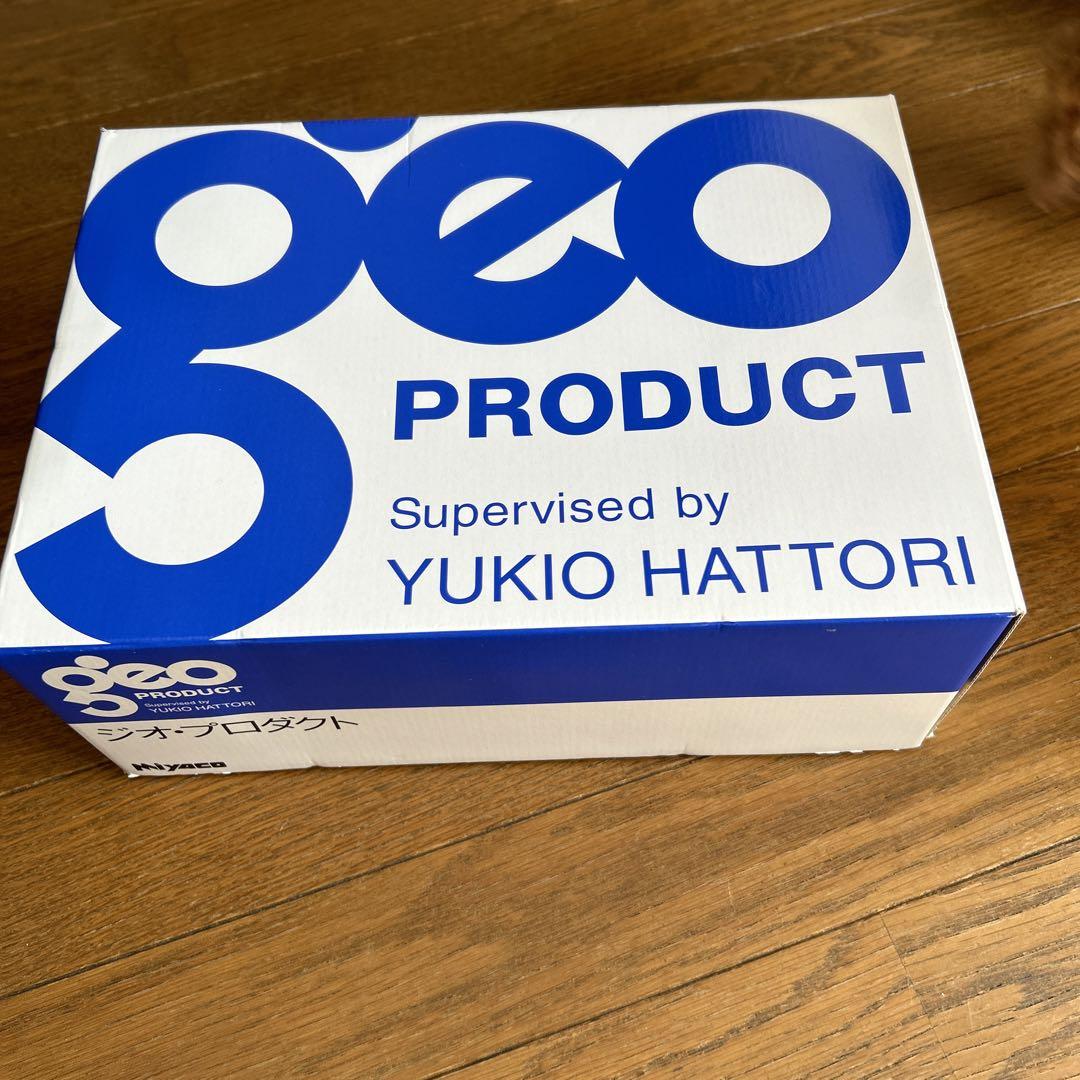 geo
PRODUCT
Supervised by
YUKIO HATTORI
geo
PRODUCT
Supervised by
YUKIO HATTORI
ジオ・プロダクト
MiyaCO